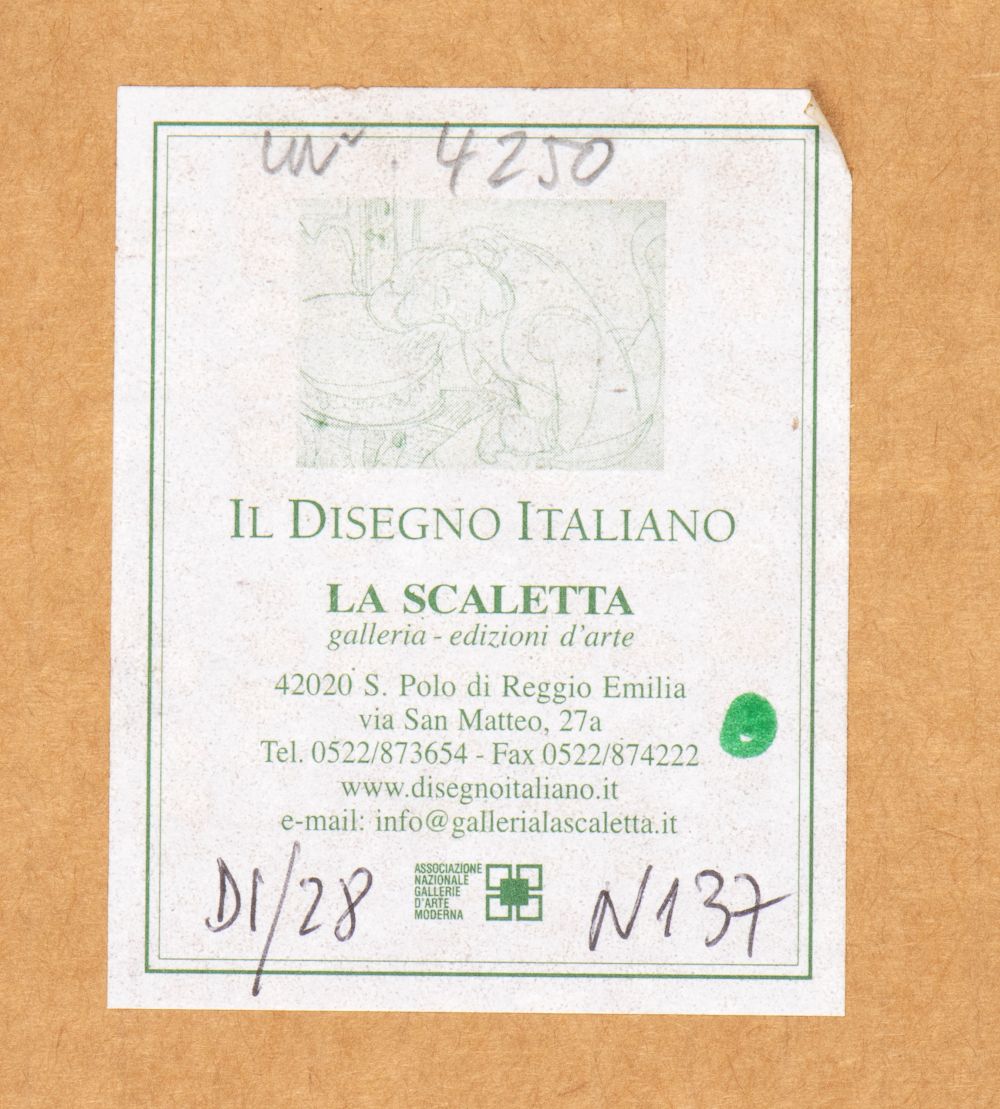 4250
IL DISEGNO ITALIANO
LA SCALETTA
galleria - edizioni d'arte
42020 S. Polo di Reggio Emilia
via San Matteo, 27a
Tel. 0522/873654 - Fax 0522/874222
www.disegnoitaliano.it
e-mail: info@gallerialascaletta.it
DI/28
ASSOCIAZIONE
NAZIONALE
GALLERIE
D'ARTE
MODERNA
N137